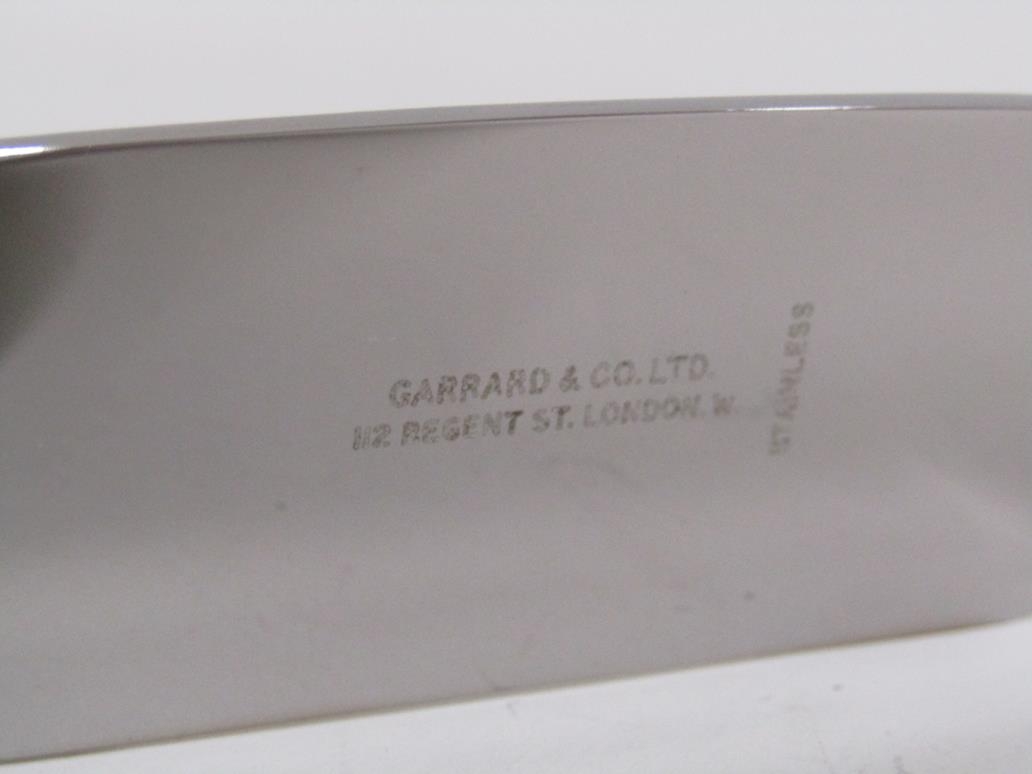 GARRARD & CO. LTD.
112 REGENT ST. LONDON. W.
STAINLESS